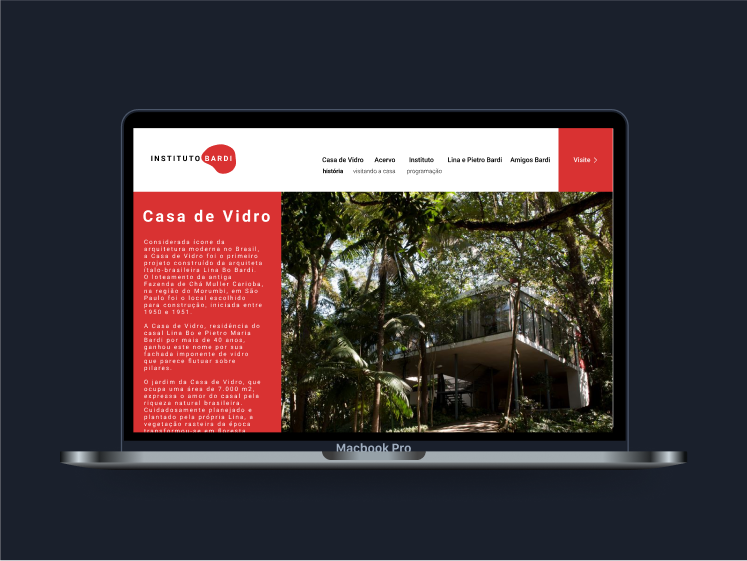 INSTITUTO BARDI
Casa de Vidro Acervo Instituto Lina e Pietro Bardi Amigos Bardi Visite
história visitando a casa programação
Casa de Vidro
Considerada ícone da
arquitetura moderna no Brasil,
a Casa de Vidro foi o primeiro
projeto construído da arquiteta
ítalo-brasileira Lina Bo Bardi.
O loteamento da antiga
Fazenda de Chá Muller Carioba,
na região do Morumbi, em São
Paulo foi o local escolhido
para construção, iniciada entre
1950 e 1951.
A Casa de Vidro, residência do
casal Lina Bo e Pietro Maria
Bardi por mais de 40 anos,
ganhou este nome por sua
fachada imponente de vidro
que parece flutuar sobre
pilares.
O jardim da Casa de Vidro, que
ocupa uma área de 7.000 m2,
expressa o amor do casal pela
riqueza natural brasileira.
Cuidadosamente planejado e
plantado pela própria Lina, a
vegetação rasteira da época
transformou-se em floresta
Macbook Pro